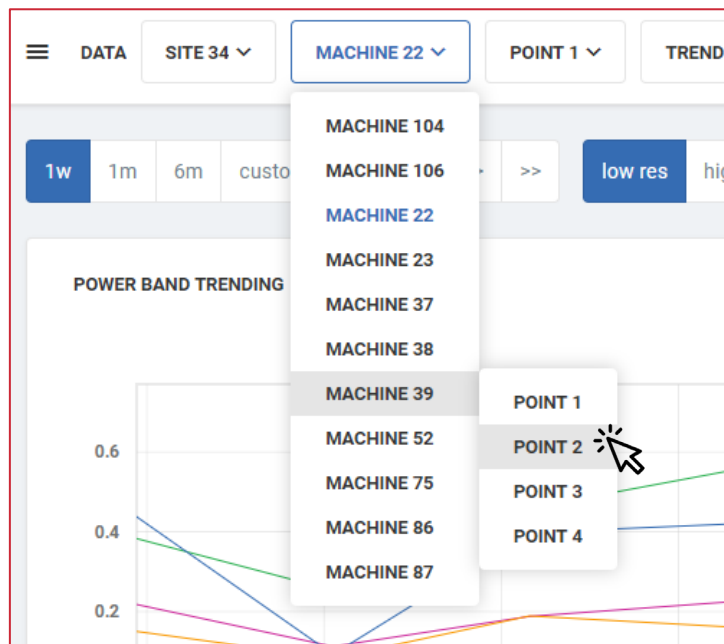 DATA SITE 34 MACHINE 22 POINT 1 TREND
MACHINE 104
1w 1m 6m custo MACHINE 106 >> low res hig
MACHINE 22
MACHINE 23
POWER BAND TRENDING
MACHINE 37
MACHINE 38
MACHINE 39
POINT 1
0.6
MACHINE 52
POINT 2
MACHINE 75
POINT 3
0.4
MACHINE 86
POINT 4
MACHINE 87
0.2